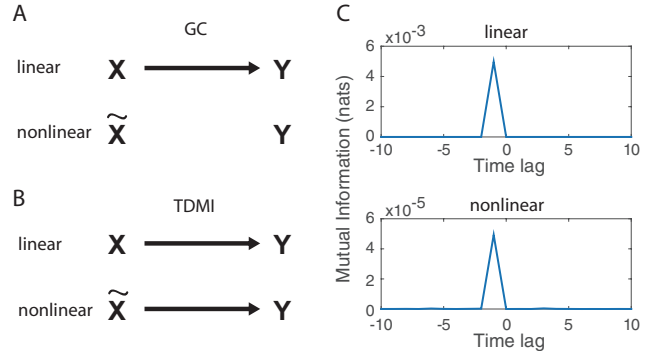 A
GC
linear X Y
nonlinear X̃ Y
B
TDMI
linear X Y
nonlinear X̃ Y
C
Mutual Information (nats)
linear
x10⁻³
6
4
2
0
-10 -5 0 5 10
Time lag
nonlinear
x10⁻⁵
6
4
2
0
-10 -5 0 5 10
Time lag